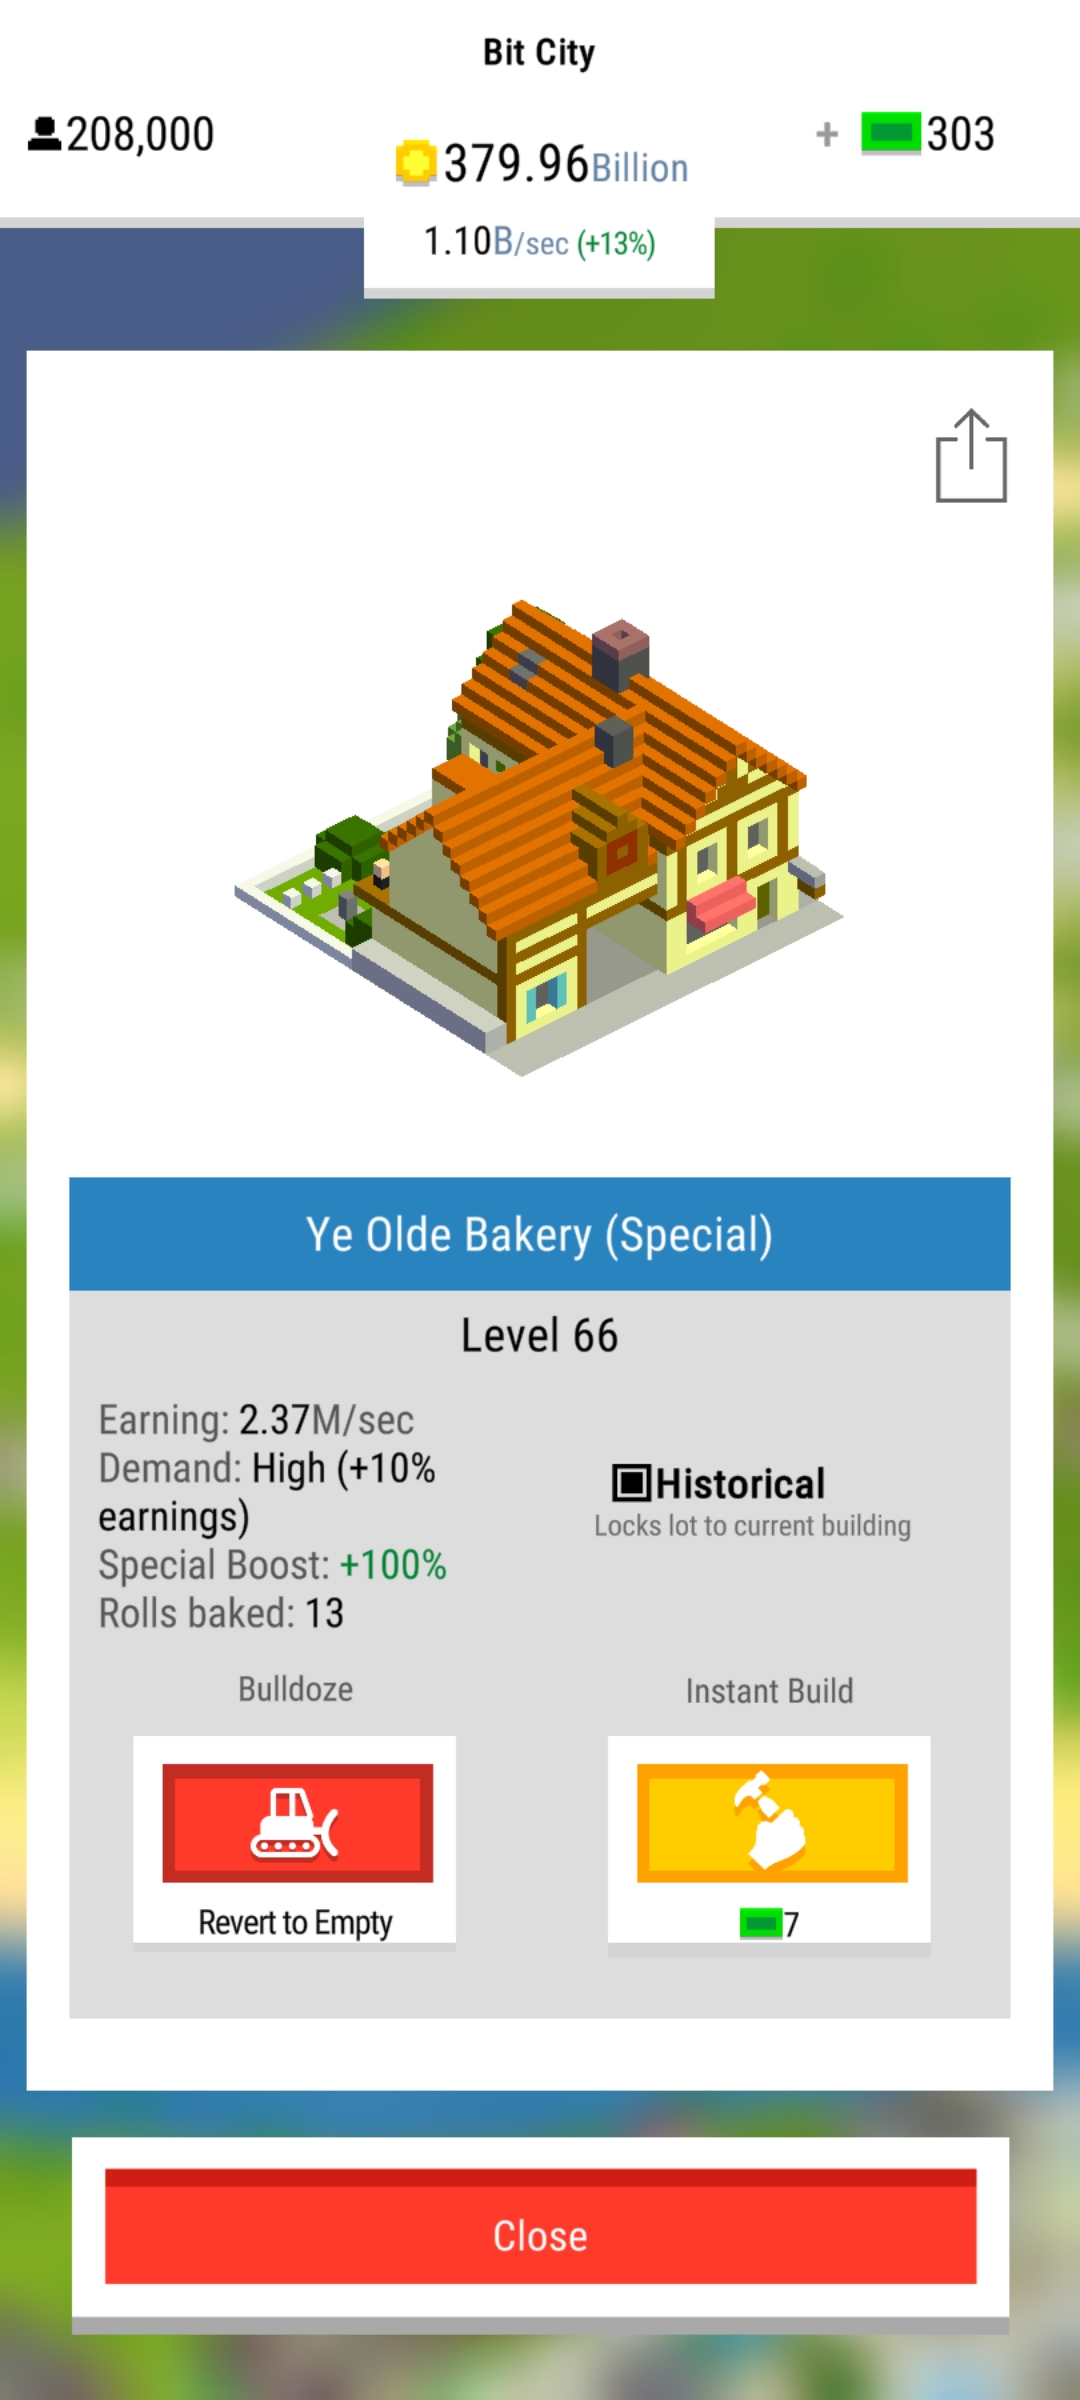 Bit City
208,000
379.96Billion
+ 303
1.10B/sec (+13%)
Ye Olde Bakery (Special)
Level 66
Earning: 2.37M/sec
Demand: High (+10%
earnings)
Special Boost: +100%
Rolls baked: 13
Historical
Locks lot to current building
Bulldoze
Revert to Empty
Instant Build
7
Close